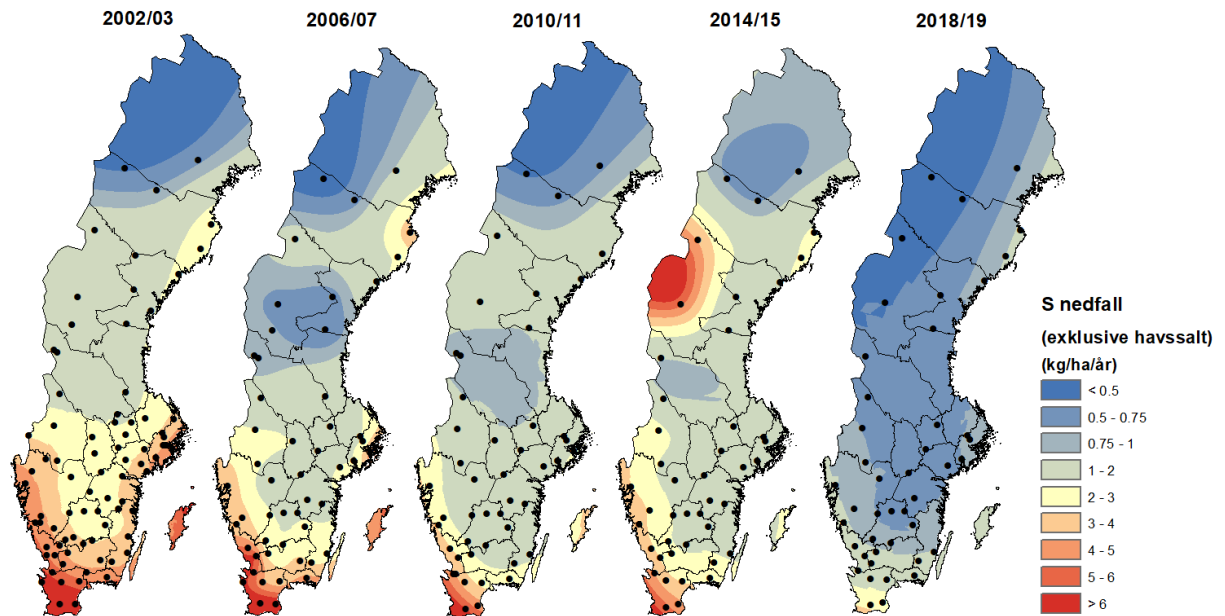 2002/03
2006/07
2010/11
2014/15
2018/19
S nedfall
(exklusive havssalt)
(kg/ha/år)
< 0.5
0.5 - 0.75
0.75 - 1
1 - 2
2 - 3
3 - 4
4 - 5
5 - 6
> 6